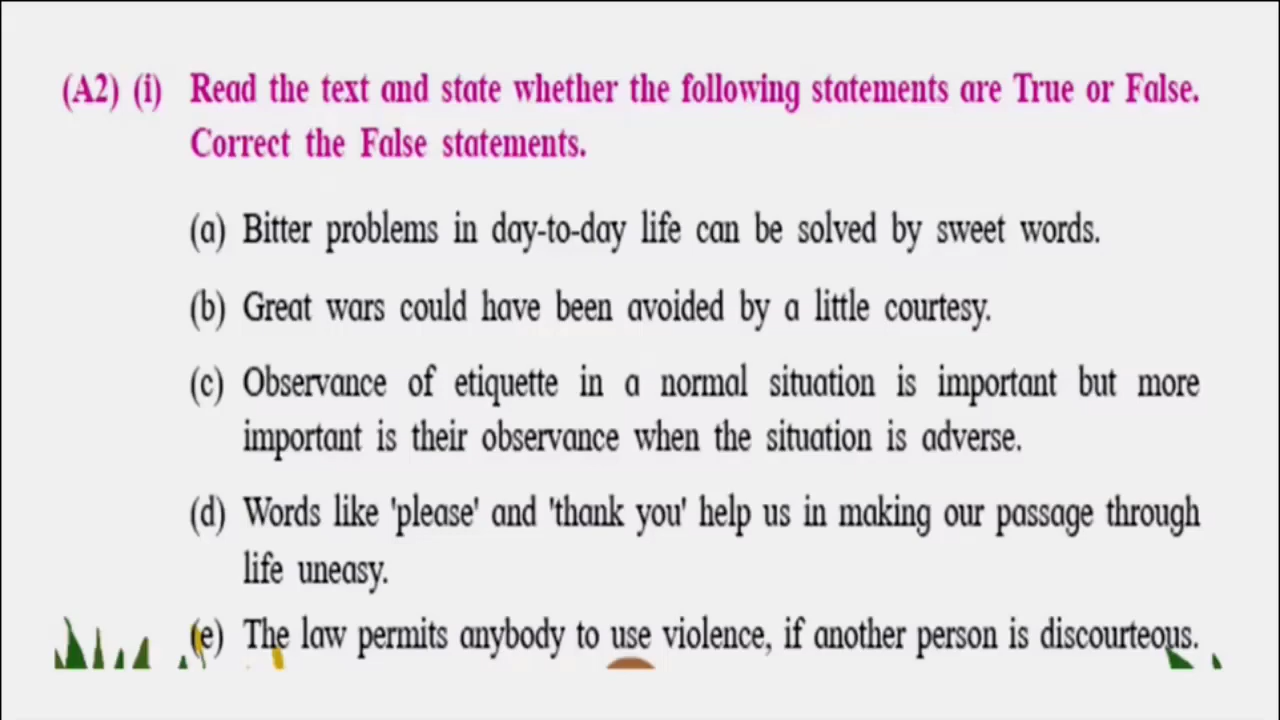 (A2) (i) Read the text and state whether the following statements are True or False.
Correct the False statements.
(a) Bitter problems in day-to-day life can be solved by sweet words.
(b) Great wars could have been avoided by a little courtesy.
(c) Observance of etiquette in a normal situation is important but more
important is their observance when the situation is adverse.
(d) Words like 'please' and 'thank you' help us in making our passage through
life uneasy.
(e) The law permits anybody to use violence, if another person is discourteous.